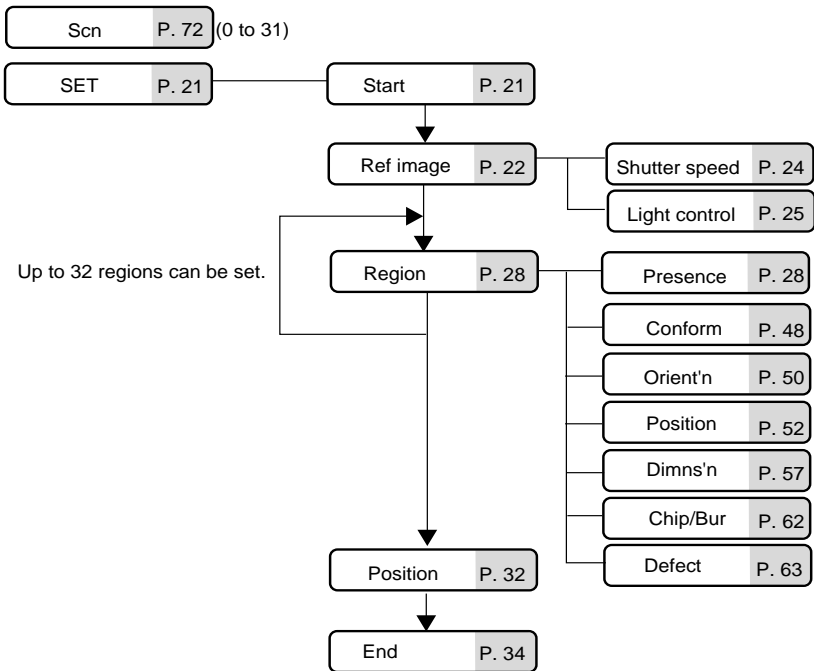 Scn P. 72 (0 to 31)
SET P. 21 Start P. 21
Ref image P. 22 Shutter speed P. 24
Light control P. 25
Up to 32 regions can be set. Region P. 28 Presence P. 28
Conform P. 48
Orient'n P. 50
Position P. 52
Dimns'n P. 57
Chip/Bur P. 62
Position P. 32 Defect P. 63
End P. 34